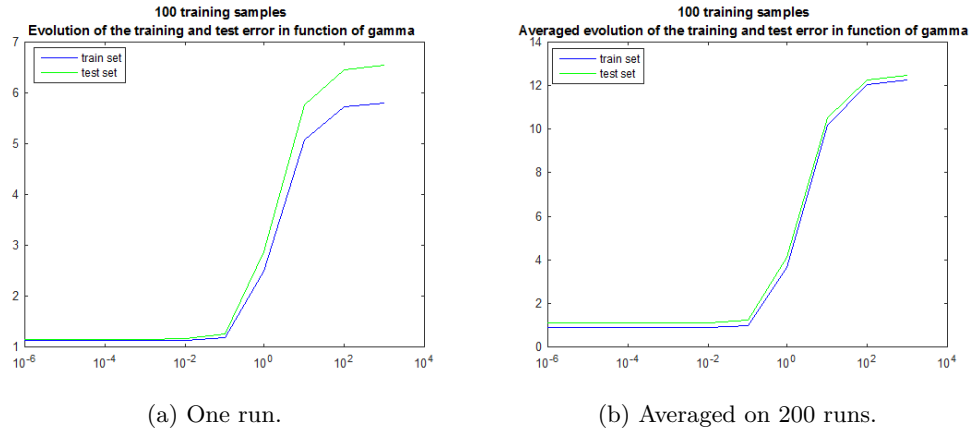 100 training samples
Evolution of the training and test error in function of gamma
train set
test set
7
6
5
4
3
2
1
10^-6
10^-4
10^-2
10^0
10^2
10^4
(a) One run.
100 training samples
Averaged evolution of the training and test error in function of gamma
train set
test set
14
12
10
8
6
4
2
0
10^-6
10^-4
10^-2
10^0
10^2
10^4
(b) Averaged on 200 runs.